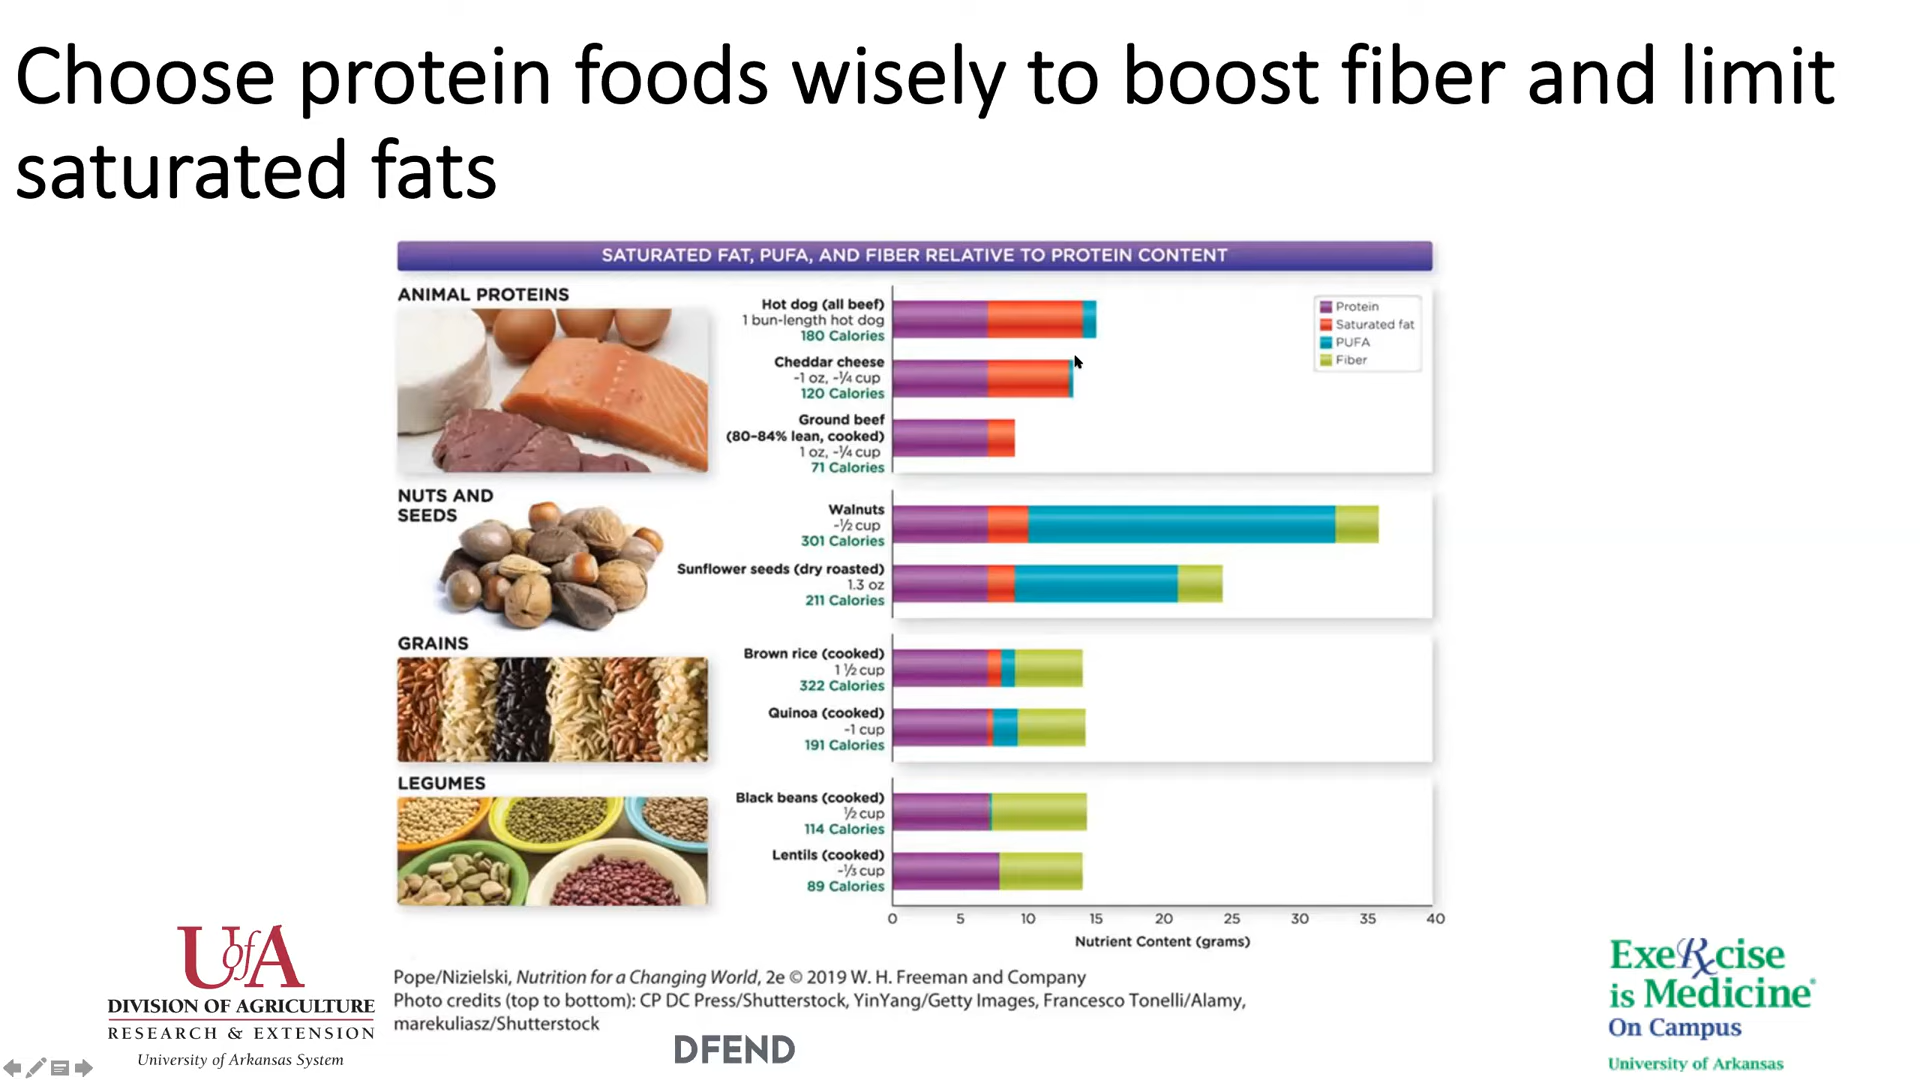 Choose protein foods wisely to boost fiber and limit
saturated fats
SATURATED FAT, PUFA, AND FIBER RELATIVE TO PROTEIN CONTENT
ANIMAL PROTEINS
Hot dog (all beef)
1 bun-length hot dog
180 Calories
Cheddar cheese
~1 oz, ~¼ cup
120 Calories
Ground beef
(80–84% lean, cooked)
1 oz, ~¼ cup
71 Calories
Protein
Saturated fat
PUFA
Fiber
NUTS AND
SEEDS
Walnuts
~½ cup
301 Calories
Sunflower seeds (dry roasted)
1.3 oz
211 Calories
GRAINS
Brown rice (cooked)
1 ½ cup
322 Calories
Quinoa (cooked)
~1 cup
191 Calories
LEGUMES
Black beans (cooked)
½ cup
114 Calories
Lentils (cooked)
~⅓ cup
89 Calories
0 5 10 15 20 25 30 35 40
Nutrient Content (grams)
Pope/Nizielski, Nutrition for a Changing World, 2e © 2019 W. H. Freeman and Company
Photo credits (top to bottom): CP DC Press/Shutterstock, YinYang/Getty Images, Francesco Tonelli/Alamy,
marekuliasz/Shutterstock
UofA
DIVISION OF AGRICULTURE
RESEARCH & EXTENSION
University of Arkansas System
DFEND
ExeRxcise
is Medicine®
On Campus
University of Arkansas